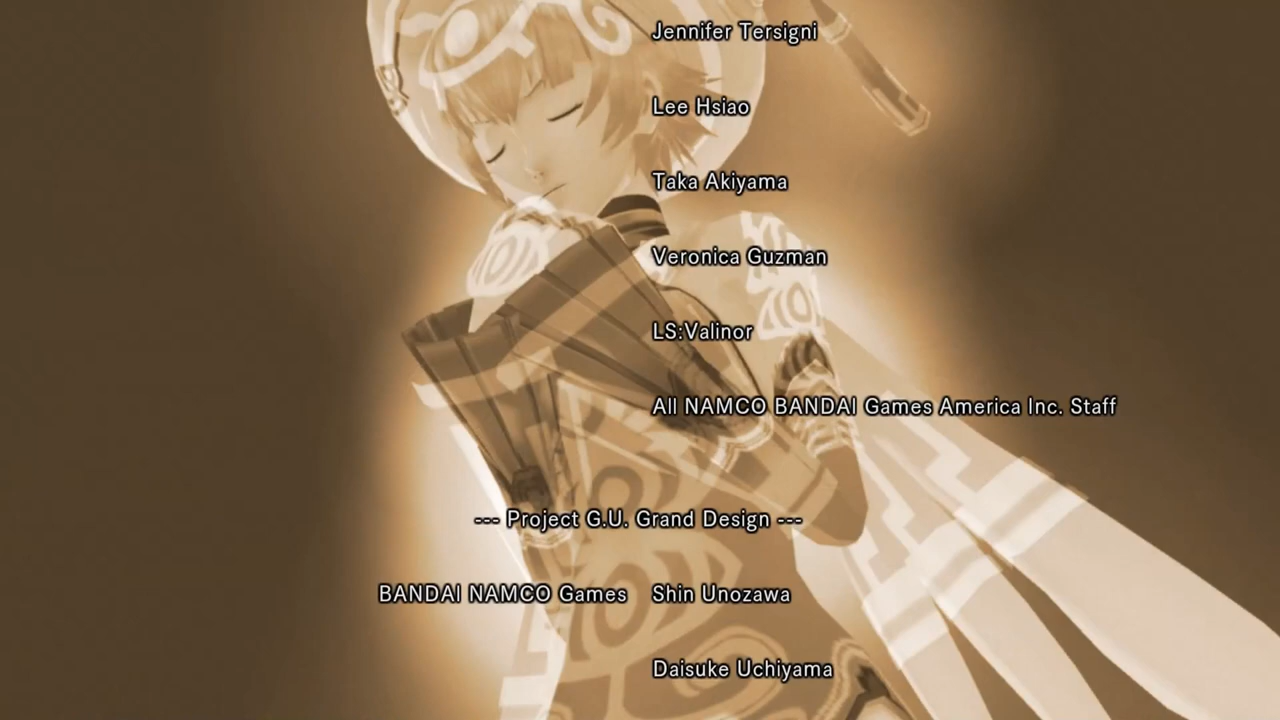 Jennifer Tersigni
Lee Hsiao
Taka Akiyama
Veronica Guzman
LS:Valinor
All NAMCO BANDAI Games America Inc. Staff
--- Project G.U. Grand Design ---
BANDAI NAMCO Games Shin Unozawa
Daisuke Uchiyama